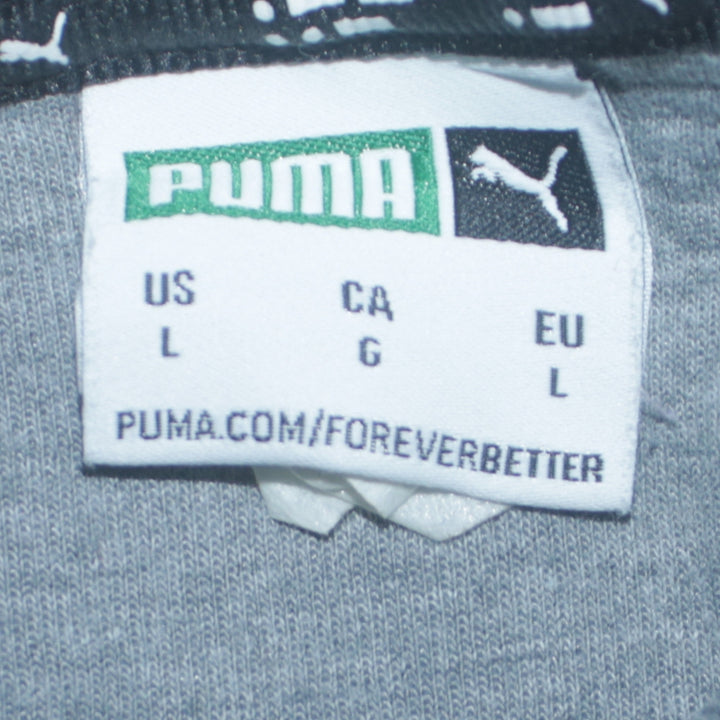 PUMA
US CA EU
L G L
PUMA.COM/FOREVERBETTER